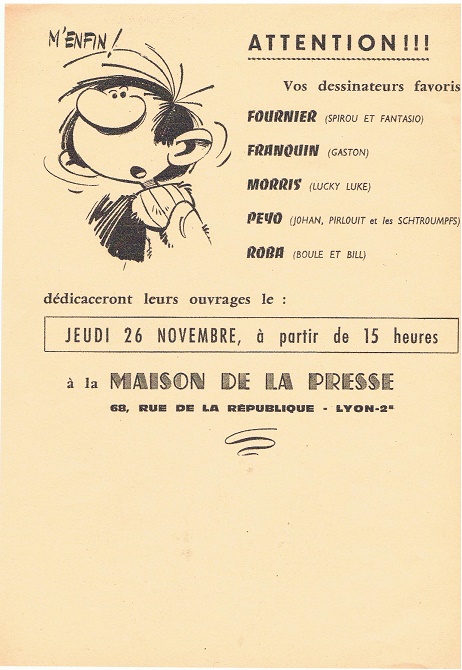 M'ENFIN!
ATTENTION!!!
Vos dessinateurs favoris
FOURNIER (SPIROU ET FANTASIO)
FRANQUIN (GASTON)
MORRIS (LUCKY LUKE)
PEYO (JOHAN, PIRLOUIT et les SCHTROUMPFS)
ROBA (BOULE ET BILL)
dédicaceront leurs ouvrages le :
JEUDI 26 NOVEMBRE, à partir de 15 heures
à la MAISON DE LA PRESSE
68, RUE DE LA RÉPUBLIQUE - LYON-2e